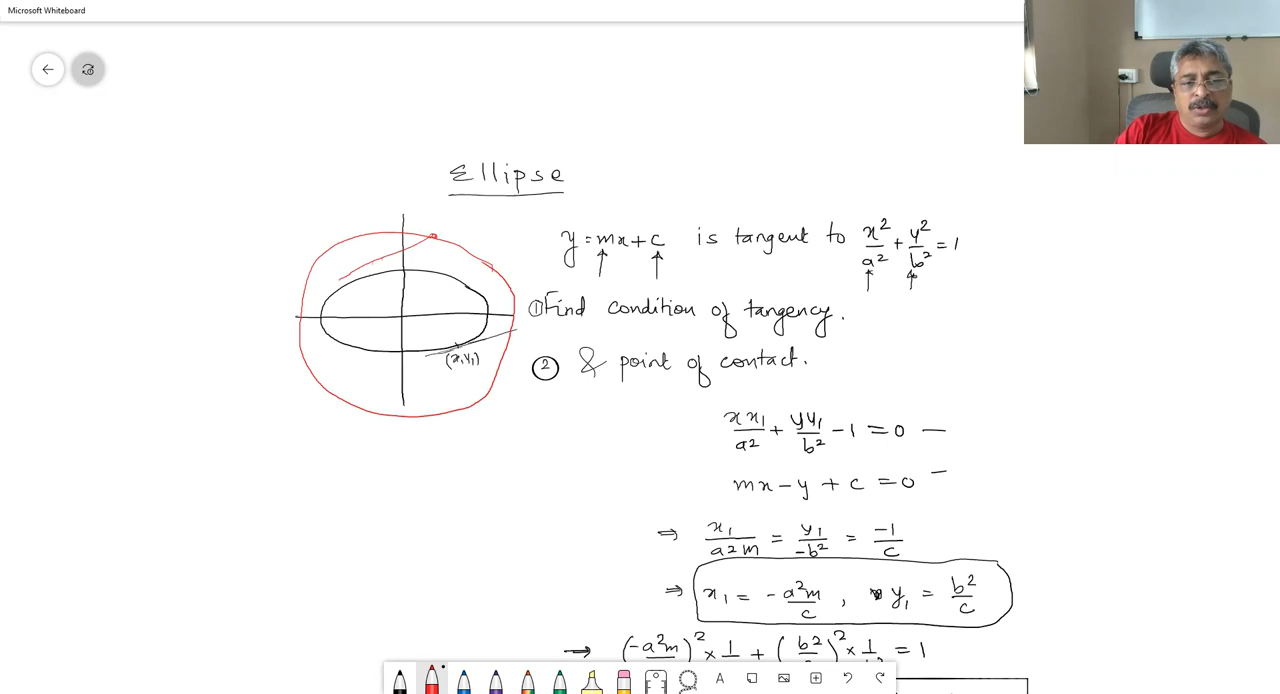 Microsoft Whiteboard
Ellipse
y = mx + c is tangent to x²/a² + y²/b² = 1
① Find condition of tangency.
② & point of contact.
(x₁y₁)
xx₁/a² + yy₁/b² - 1 = 0 —
mx - y + c = 0 —
⇒ x₁/a²m = y₁/-b² = -1/c
⇒ x₁ = -a²m/c , y₁ = b²/c
A